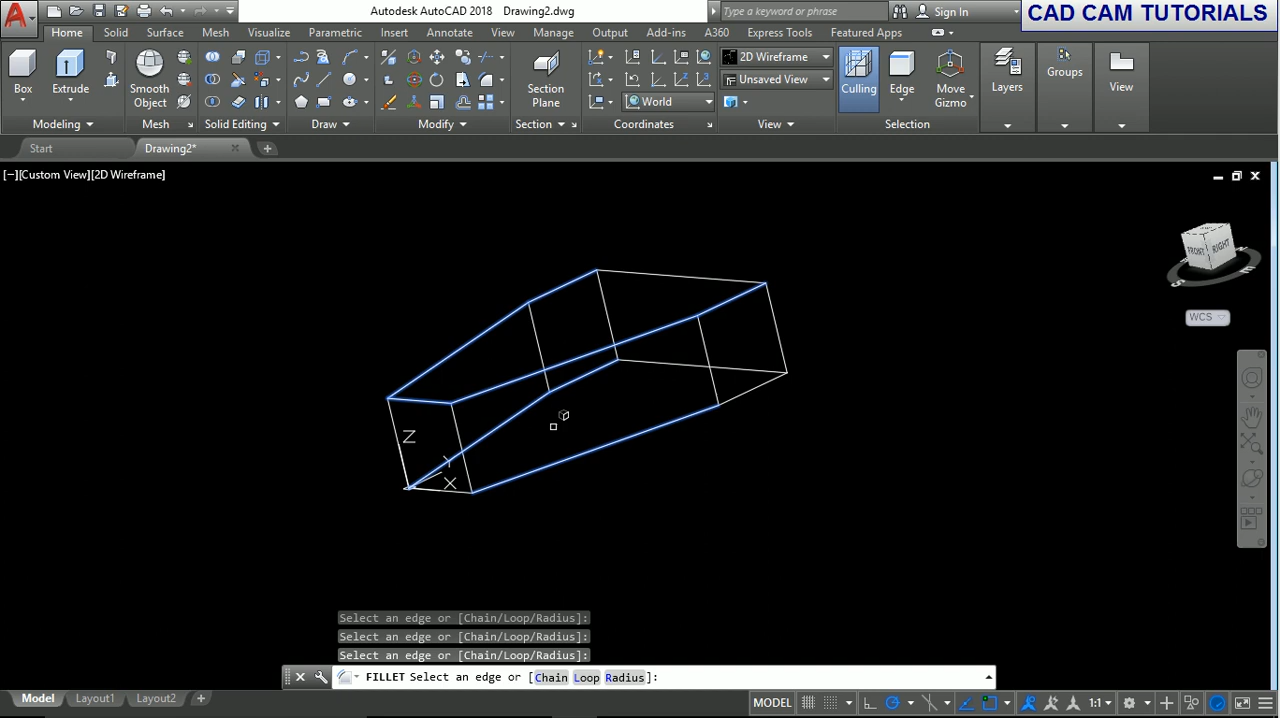 Autodesk AutoCAD 2018 Drawing2.dwg
Type a keyword or phrase
Sign In
CAD CAM TUTORIALS
Home Solid Surface Mesh Visualize Parametric Insert Annotate View Manage Output Add-ins A360 Express Tools Featured Apps
2D Wireframe
Unsaved View
World
Box Extrude Smooth Object Section Plane Culling Edge Move Gizmo Layers Groups View
Modeling Mesh Solid Editing Draw Modify Section Coordinates View Selection
Start Drawing2*
[−][Custom View][2D Wireframe]
FRONT RIGHT
S E
WCS
Z
Y
X
Select an edge or [Chain/Loop/Radius]:
Select an edge or [Chain/Loop/Radius]:
Select an edge or [Chain/Loop/Radius]:
FILLET Select an edge or [Chain Loop Radius]:
Model Layout1 Layout2
MODEL 1:1